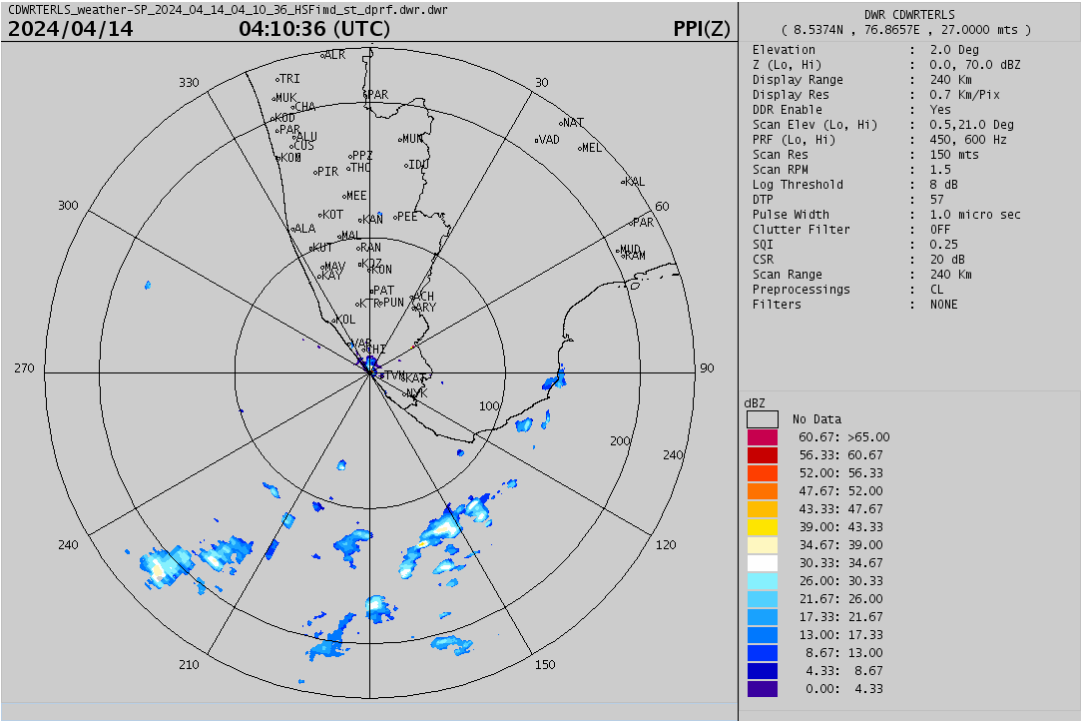 CDWRTERLS_weather-SP_2024_04_14_04_10_36_HSFimd_st_dprf.dwr.dwr
2024/04/14 04:10:36 (UTC) PPI(Z)
ALR
TRI
330
30
MUK
PAR
CHA
KOD
NAT
PAR
ALU
MUN
VAD
CUS
MEL
PPZ
THO
IDU
PIR
KAL
MEE
300
60
KOT
KAN
PEE
PAR
ALA
MAL
KUT
RAN
MUD
RAM
MAV
KON
KAY
PAT
ACH
KTR
PUN
ARY
KOL
VAR
270
TVM
KAT
90
NYK
100
200
240
240
120
210
150
DWR CDWRTERLS
( 8.5374N , 76.8657E , 27.0000 mts )
Elevation : 2.0 Deg
Z (Lo, Hi) : 0.0, 70.0 dBZ
Display Range : 240 Km
Display Res : 0.7 Km/Pix
DDR Enable : Yes
Scan Elev (Lo, Hi) : 0.5,21.0 Deg
PRF (Lo, Hi) : 450, 600 Hz
Scan Res : 150 mts
Scan RPM : 1.5
Log Threshold : 8 dB
DTP : 57
Pulse Width : 1.0 micro sec
Clutter Filter : OFF
SQI : 0.25
CSR : 20 dB
Scan Range : 240 Km
Preprocessings : CL
Filters : NONE
dBZ
No Data
60.67: >65.00
56.33: 60.67
52.00: 56.33
47.67: 52.00
43.33: 47.67
39.00: 43.33
34.67: 39.00
30.33: 34.67
26.00: 30.33
21.67: 26.00
17.33: 21.67
13.00: 17.33
8.67: 13.00
4.33: 8.67
0.00: 4.33